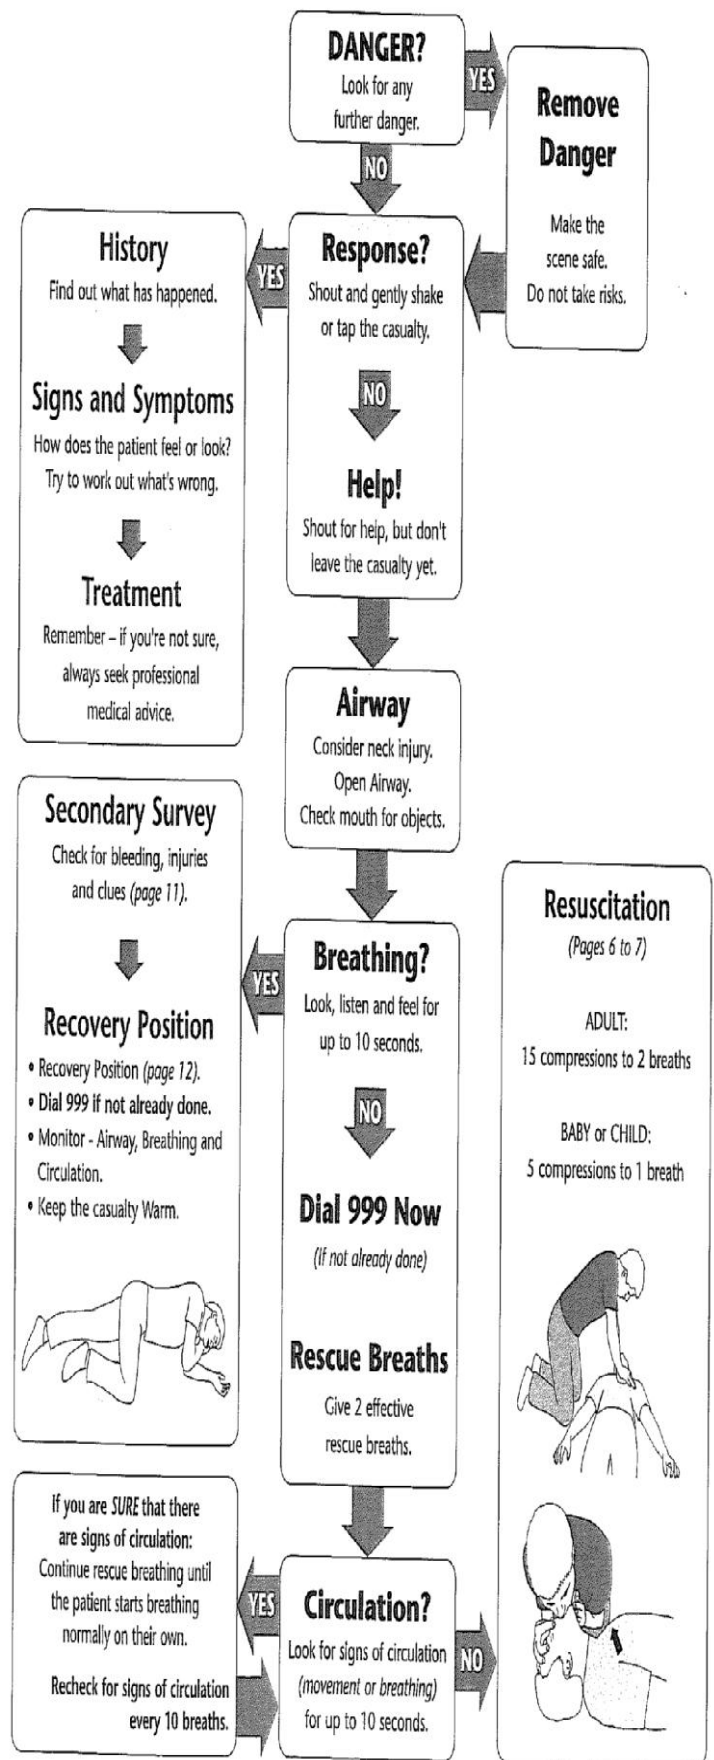 DANGER?
Look for any
further danger.
YES
Remove
Danger
Make the
scene safe.
Do not take risks.
NO
Response?
Shout and gently shake
or tap the casualty.
YES
History
Find out what has happened.
Signs and Symptoms
How does the patient feel or look?
Try to work out what's wrong.
Treatment
Remember – if you're not sure,
always seek professional
medical advice.
NO
Help!
Shout for help, but don't
leave the casualty yet.
Airway
Consider neck injury.
Open Airway.
Check mouth for objects.
Breathing?
Look, listen and feel for
up to 10 seconds.
YES
Secondary Survey
Check for bleeding, injuries
and clues (page 11).
Recovery Position
• Recovery Position (page 12).
• Dial 999 if not already done.
• Monitor - Airway, Breathing and
Circulation.
• Keep the casualty Warm.
NO
Dial 999 Now
(If not already done)
Rescue Breaths
Give 2 effective
rescue breaths.
Circulation?
Look for signs of circulation
(movement or breathing)
for up to 10 seconds.
YES
If you are SURE that there
are signs of circulation:
Continue rescue breathing until
the patient starts breathing
normally on their own.
Recheck for signs of circulation
every 10 breaths.
NO
Resuscitation
(Pages 6 to 7)
ADULT:
15 compressions to 2 breaths
BABY or CHILD:
5 compressions to 1 breath